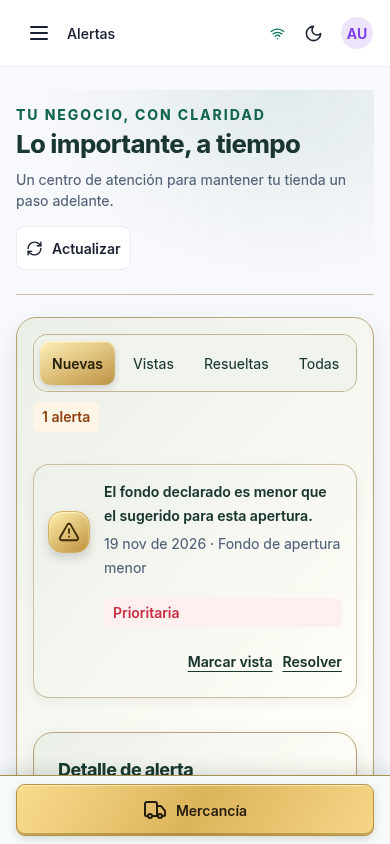 Alertas
AU
TU NEGOCIO, CON CLARIDAD
Lo importante, a tiempo
Un centro de atención para mantener tu tienda un
paso adelante.
Actualizar
Nuevas Vistas Resueltas Todas
1 alerta
El fondo declarado es menor que
el sugerido para esta apertura.
19 nov de 2026 · Fondo de apertura
menor
Prioritaria
Marcar vista Resolver
Detalle de alerta
Mercancía